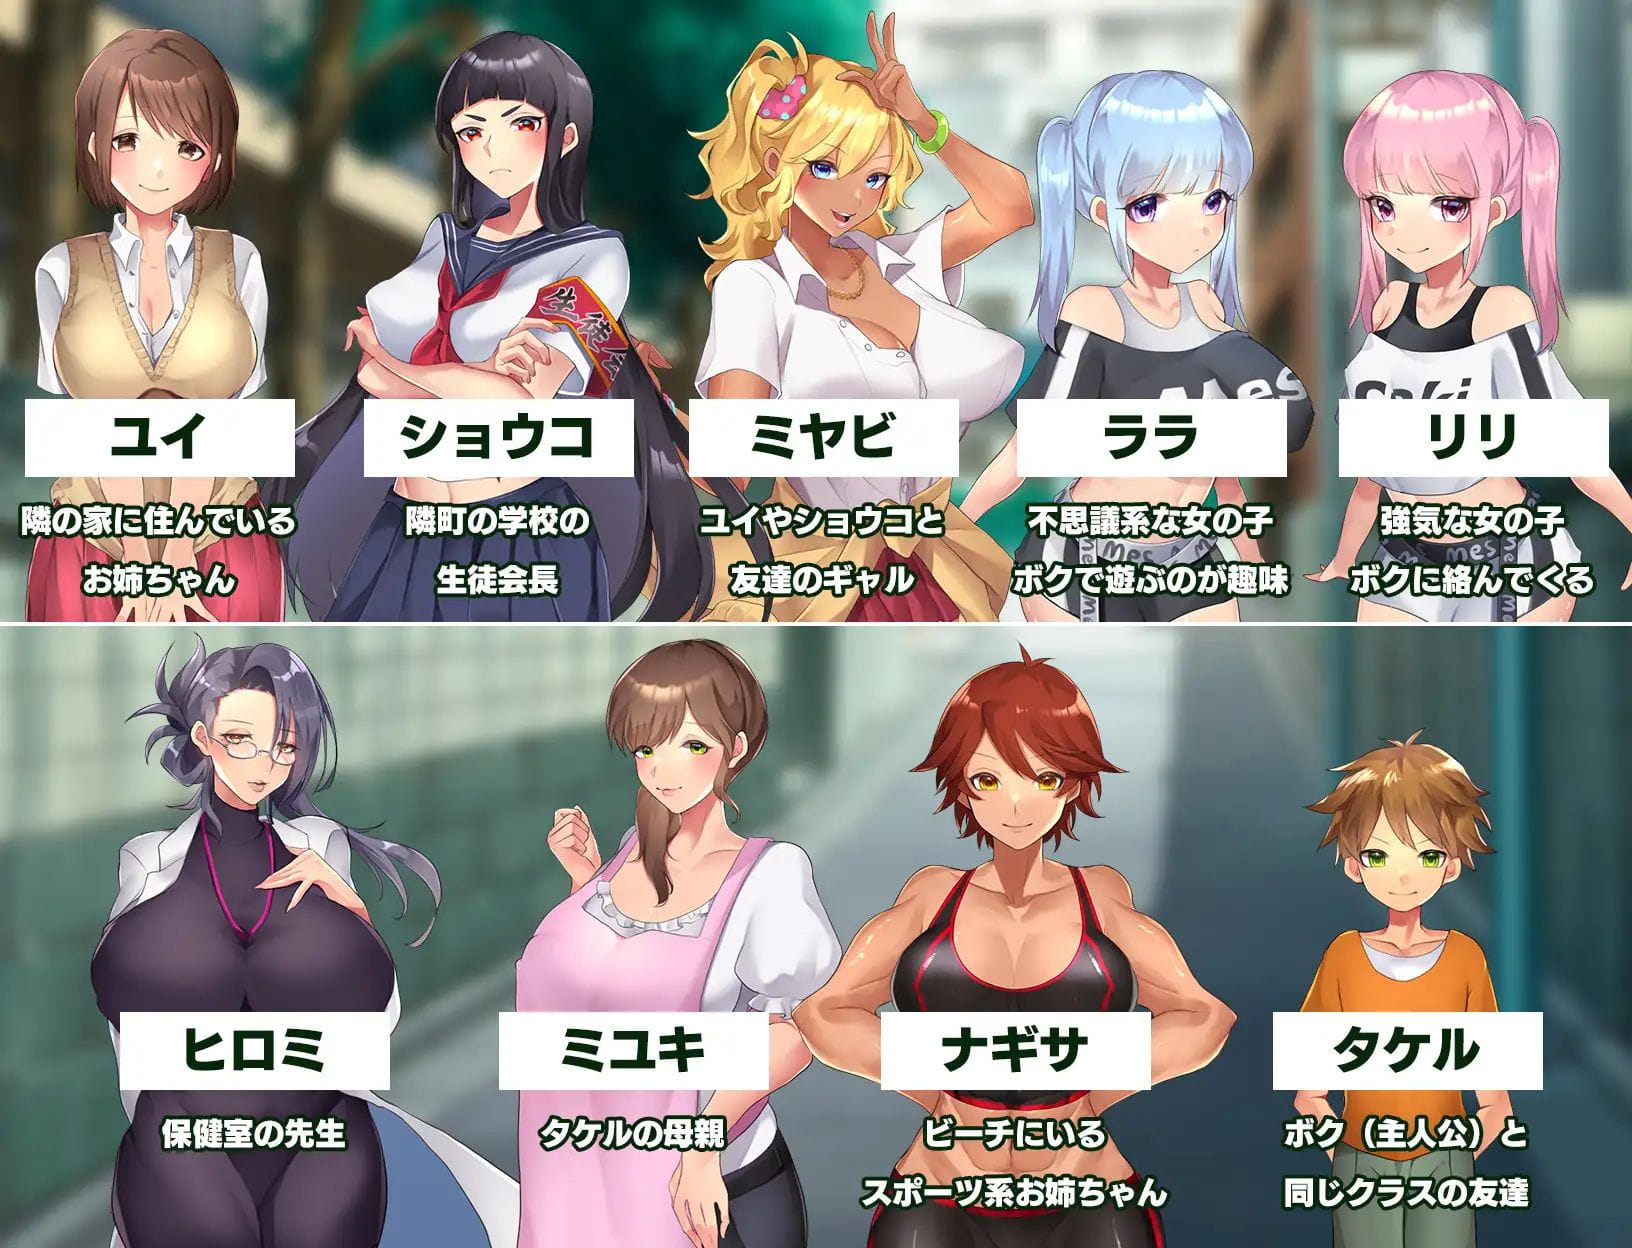 生徒会
ユイ
隣の家に住んでいる
お姉ちゃん
ショウコ
隣町の学校の
生徒会長
ミヤビ
ユイやショウコと
友達のギャル
ララ
不思議系な女の子
ボクで遊ぶのが趣味
リリ
強気な女の子
ボクに絡んでくる
mes
mes
ヒロミ
保健室の先生
ミユキ
タケルの母親
ナギサ
ビーチにいる
スポーツ系お姉ちゃん
タケル
ボク（主人公）と
同じクラスの友達